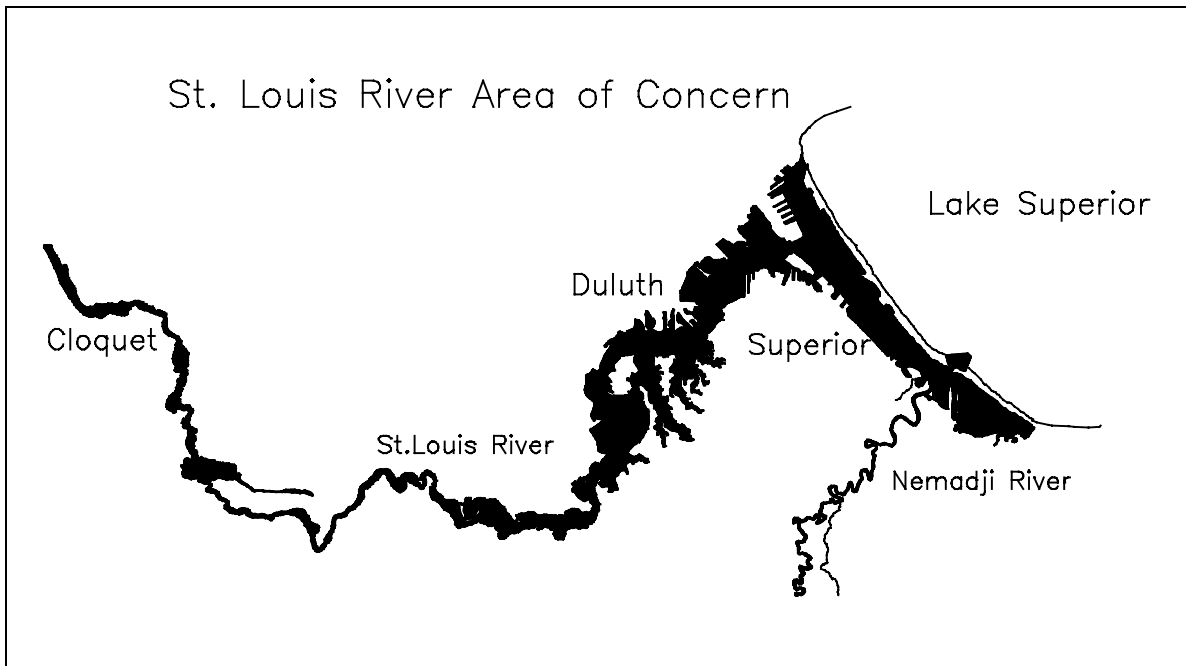 St. Louis River Area of Concern
Lake Superior
Duluth
Cloquet
Superior
St.Louis River
Nemadji River